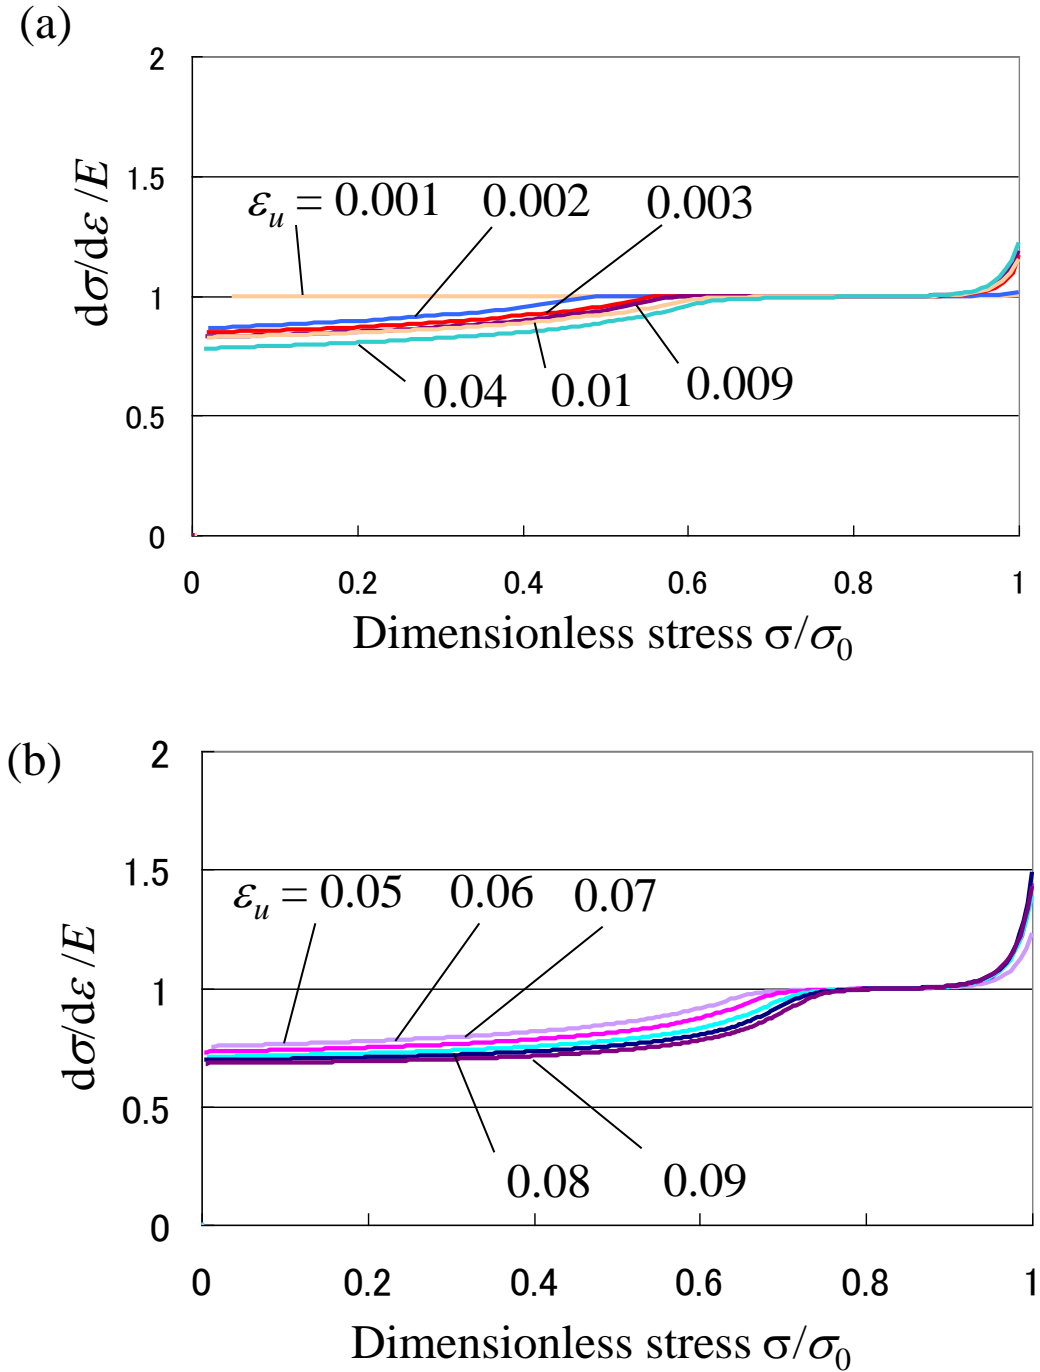 (a)
2
1.5
1
0.5
0
dσ/dε /E
ε_u = 0.001 0.002 0.003
0.04 0.01 0.009
0 0.2 0.4 0.6 0.8 1
Dimensionless stress σ/σ₀
(b)
2
1.5
1
0.5
0
dσ/dε /E
ε_u = 0.05 0.06 0.07
0.08 0.09
0 0.2 0.4 0.6 0.8 1
Dimensionless stress σ/σ₀